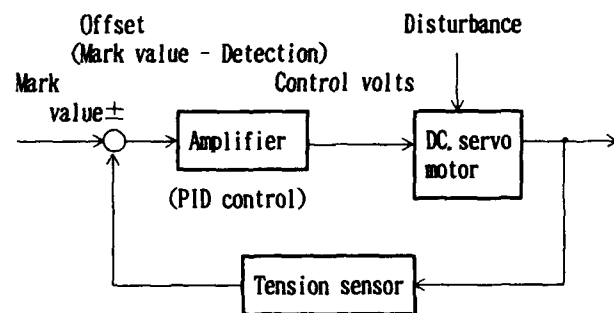 Offset
(Mark value - Detection)
Disturbance
Mark
value±
Control volts
Amplifier
(PID control)
DC. servo
motor
Tension sensor